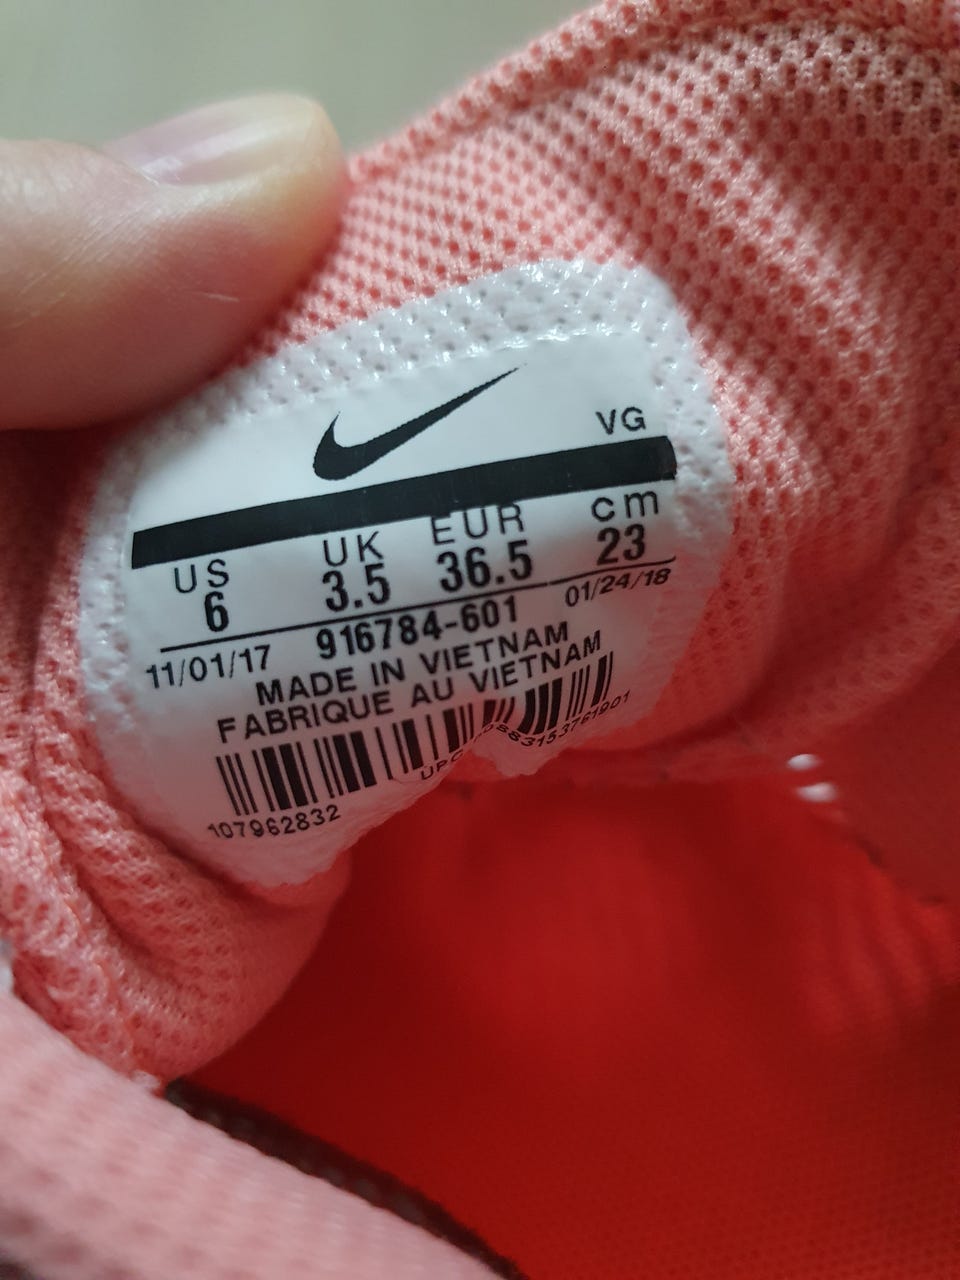 VG
US UK EUR cm
6 3.5 36.5 23
11/01/17 916784-601 01/24/18
MADE IN VIETNAM
FABRIQUE AU VIETNAM
107962832